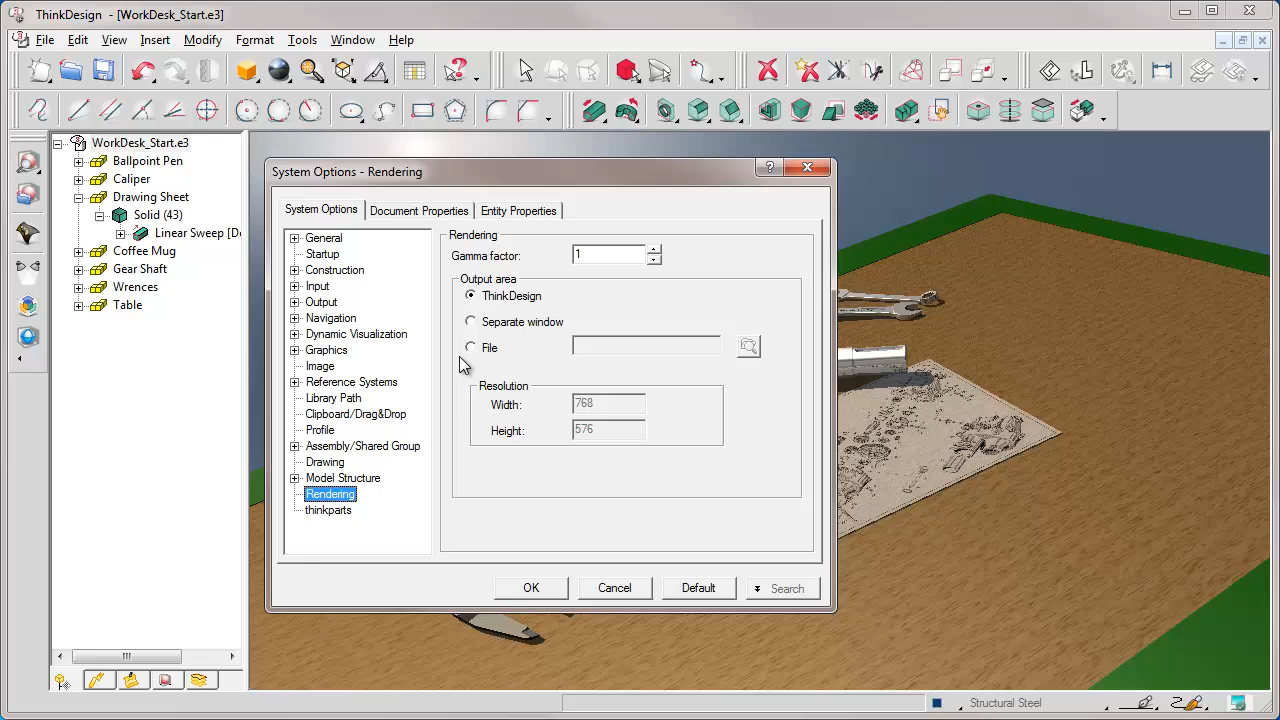 ThinkDesign - [WorkDesk_Start.e3]
File Edit View Insert Modify Format Tools Window Help
WorkDesk_Start.e3
Ballpoint Pen
Caliper
Drawing Sheet
Solid (43)
Linear Sweep [De
Coffee Mug
Gear Shaft
Wrences
Table
System Options - Rendering
System Options Document Properties Entity Properties
General
Startup
Construction
Input
Output
Navigation
Dynamic Visualization
Graphics
Image
Reference Systems
Library Path
Clipboard/Drag&Drop
Profile
Assembly/Shared Group
Drawing
Model Structure
Rendering
thinkparts
Rendering
Gamma factor: 1
Output area
ThinkDesign
Separate window
File
Resolution
Width: 768
Height: 576
OK Cancel Default Search
Structural Steel